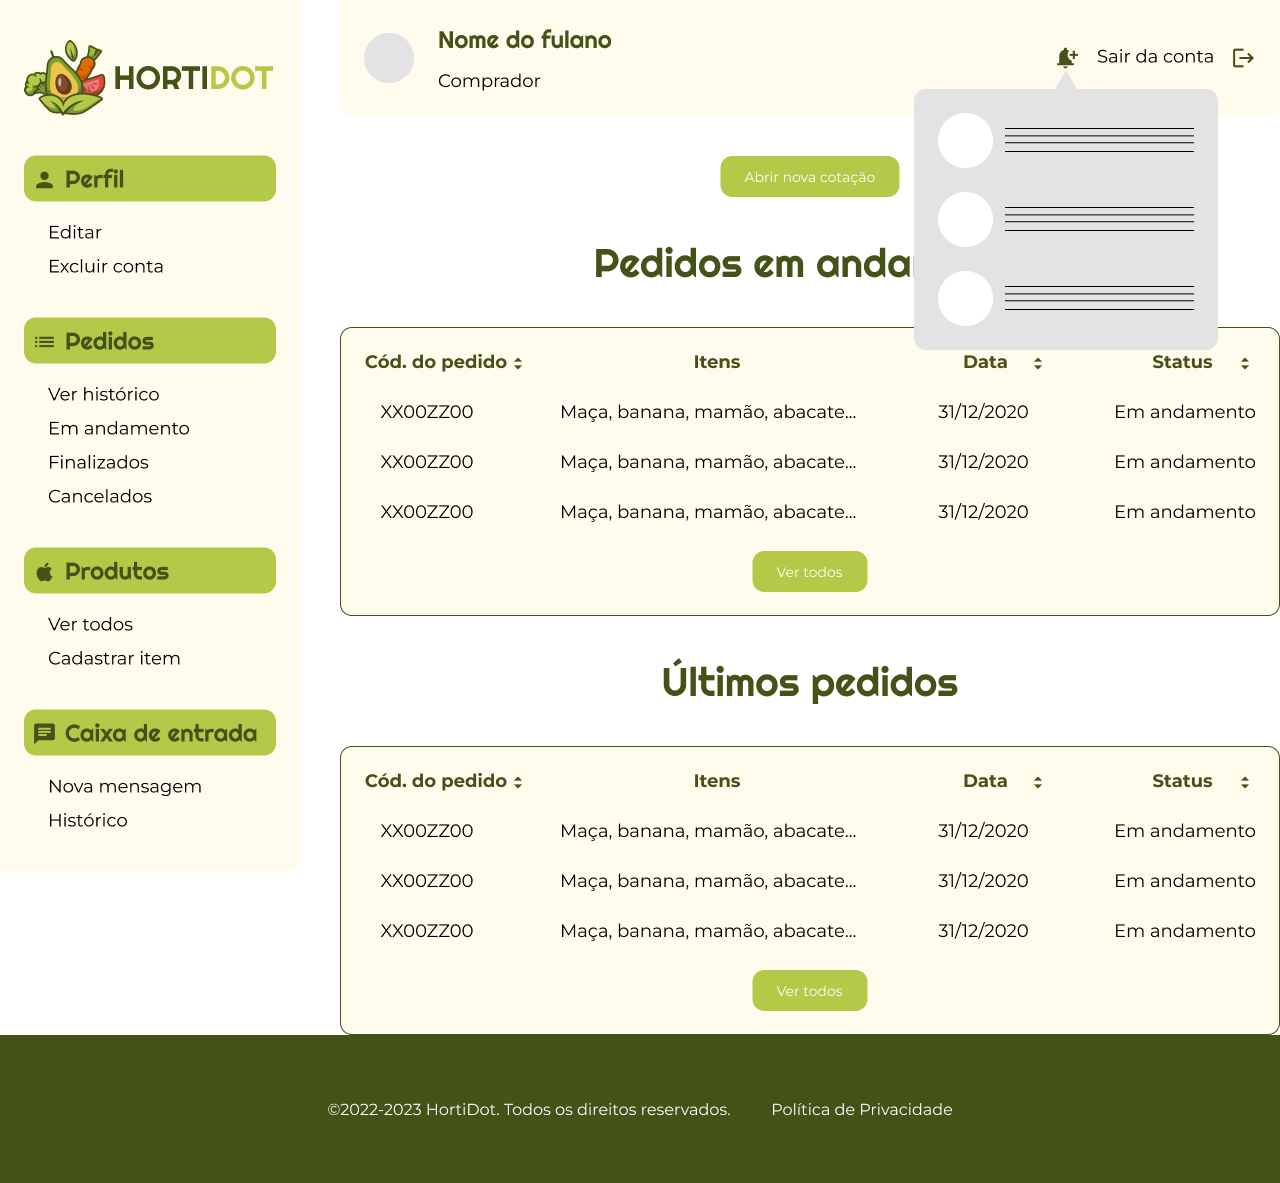 HORTIDOT
Perfil
Editar
Excluir conta
Pedidos
Ver histórico
Em andamento
Finalizados
Cancelados
Produtos
Ver todos
Cadastrar item
Caixa de entrada
Nova mensagem
Histórico
Nome do fulano
Comprador
Sair da conta
Abrir nova cotação
Pedidos em
Cód. do pedido Itens Data Status
XX00ZZ00 Maça, banana, mamão, abacate... 31/12/2020 Em andamento
XX00ZZ00 Maça, banana, mamão, abacate... 31/12/2020 Em andamento
XX00ZZ00 Maça, banana, mamão, abacate... 31/12/2020 Em andamento
Ver todos
Últimos pedidos
Cód. do pedido Itens Data Status
XX00ZZ00 Maça, banana, mamão, abacate... 31/12/2020 Em andamento
XX00ZZ00 Maça, banana, mamão, abacate... 31/12/2020 Em andamento
XX00ZZ00 Maça, banana, mamão, abacate... 31/12/2020 Em andamento
Ver todos
©2022-2023 HortiDot. Todos os direitos reservados. Política de Privacidade